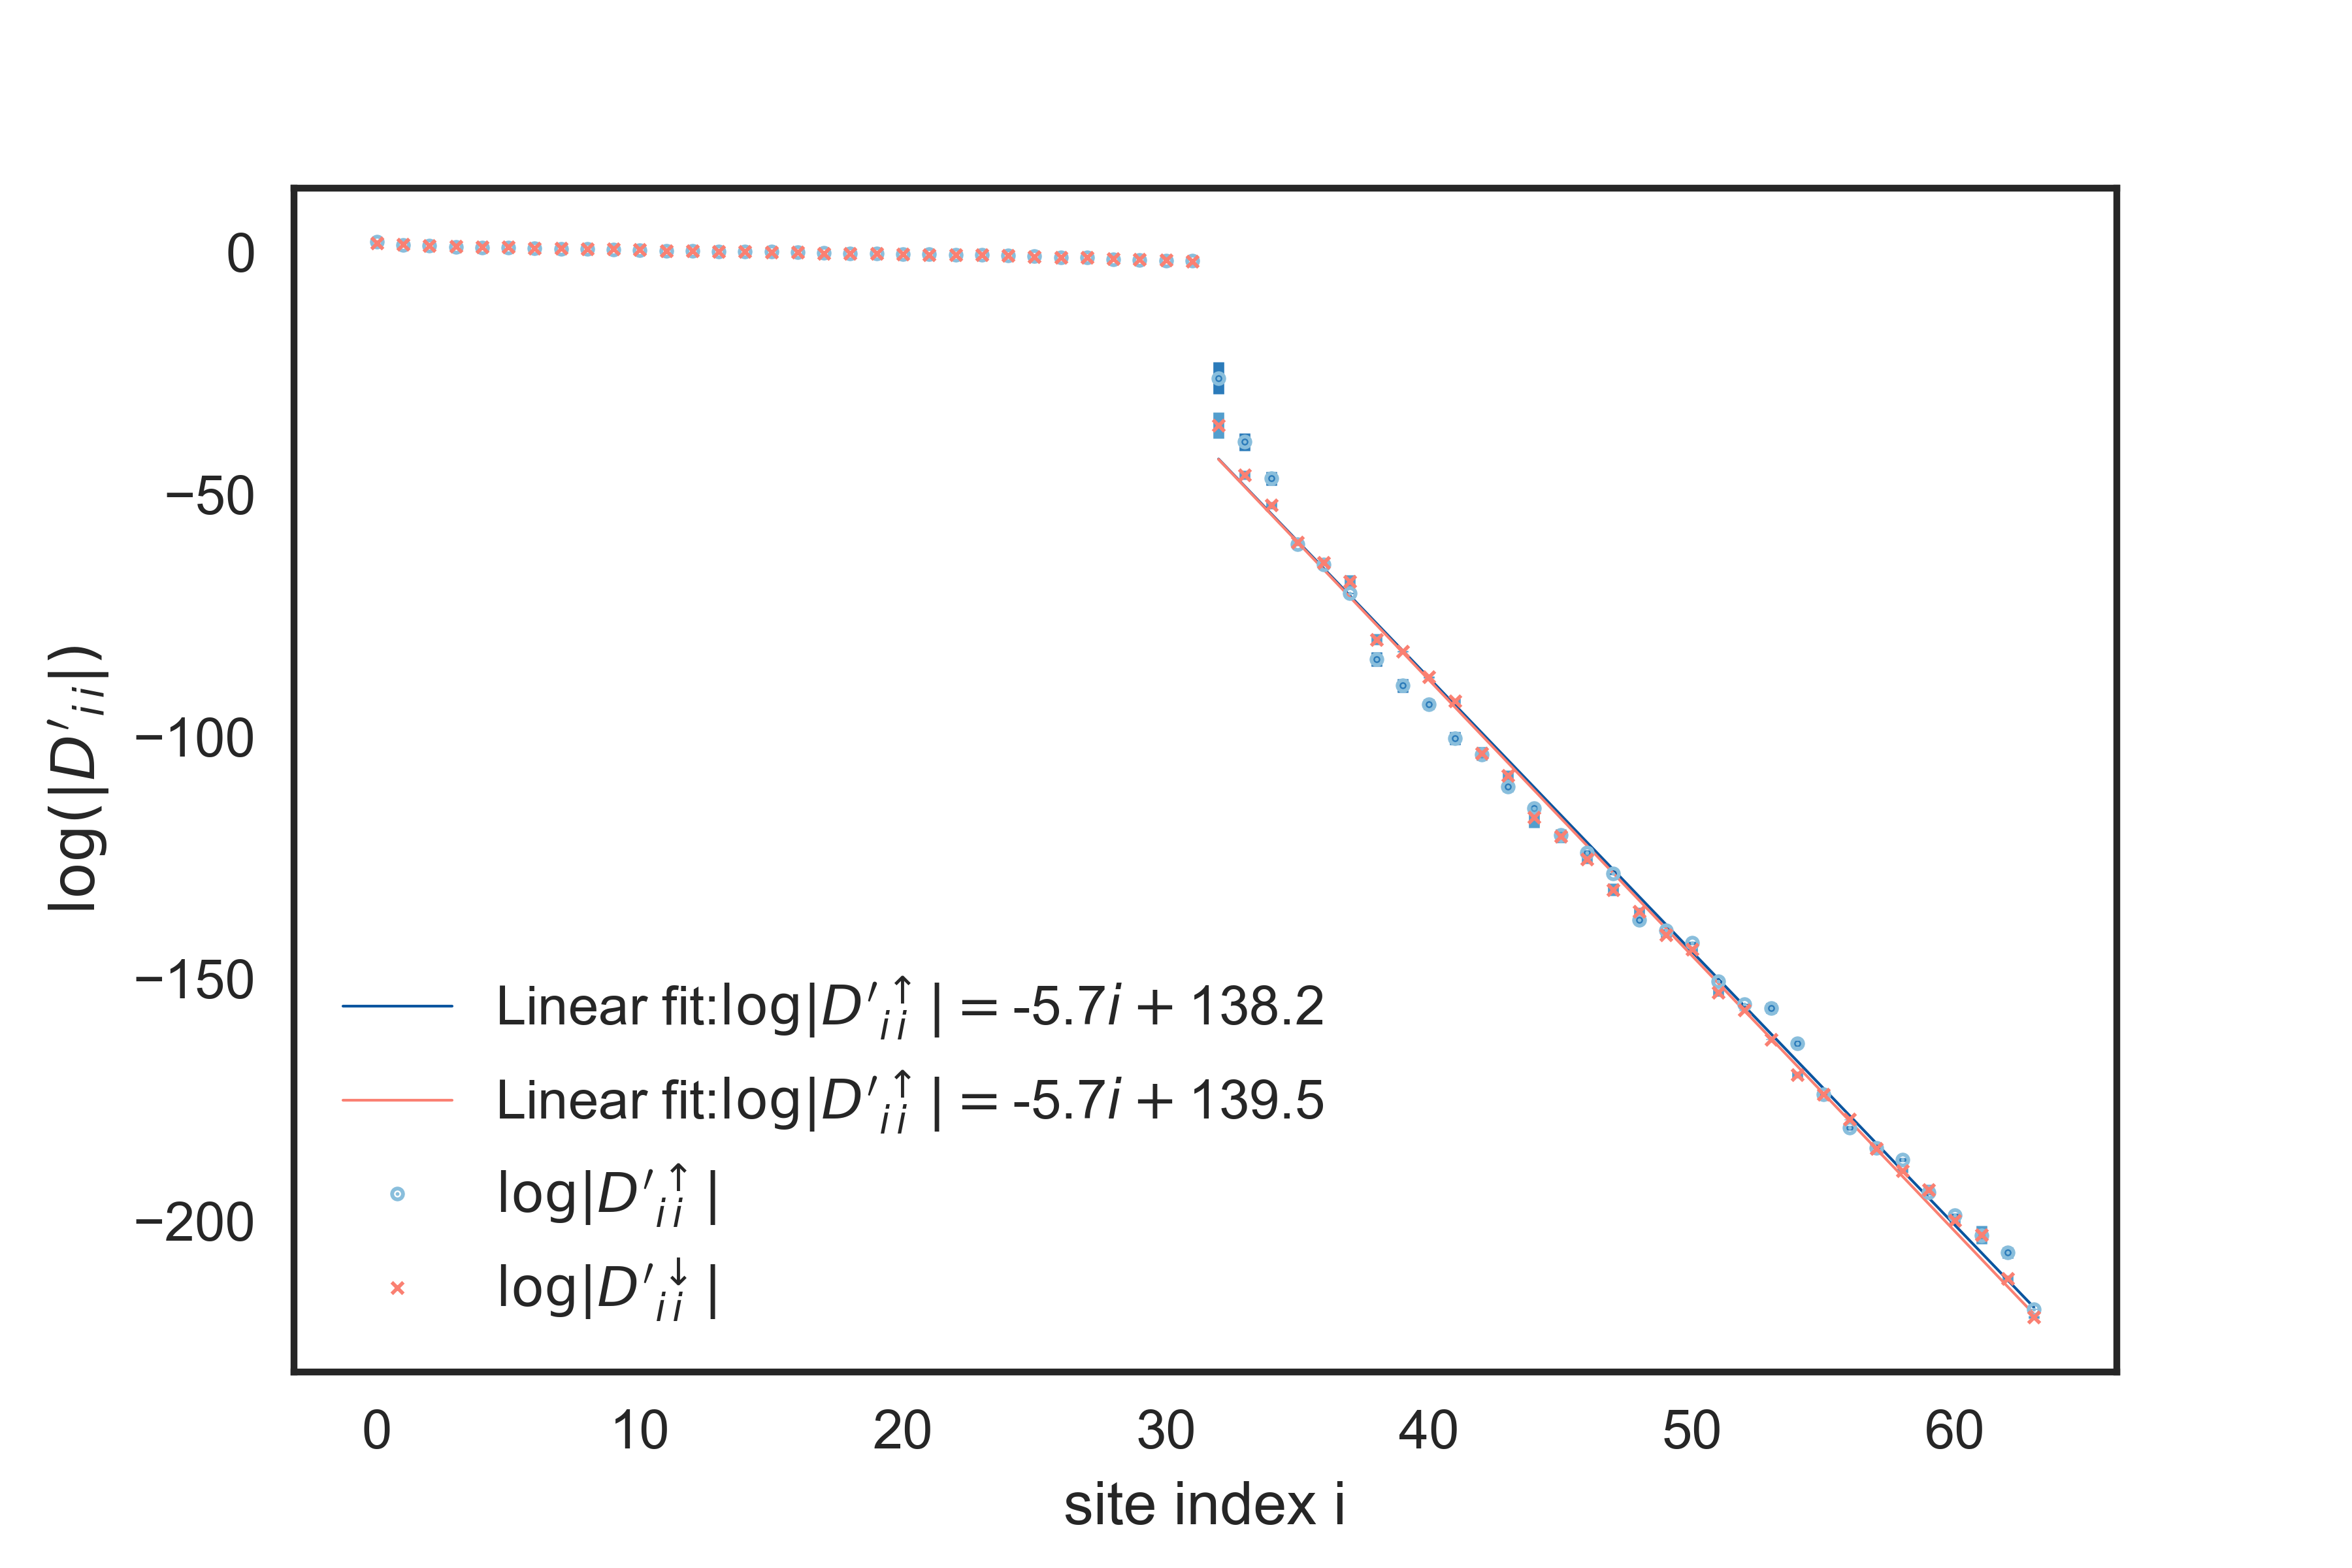 0
−50
−100
−150
−200
log(|D′ii|)
Linear fit:log|D′↑ii| = -5.7i + 138.2
Linear fit:log|D′↑ii| = -5.7i + 139.5
log|D′↑ii|
log|D′↓ii|
0 10 20 30 40 50 60
site index i